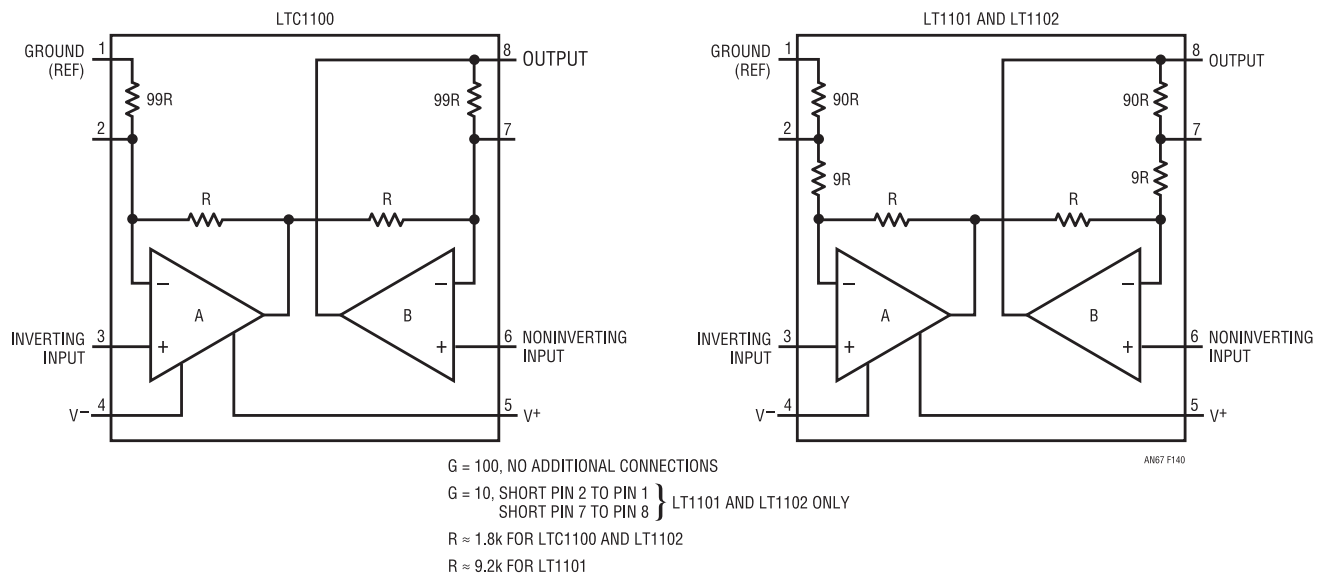 LTC1100
GROUND
(REF)
1
99R
2
R
R
99R
8
OUTPUT
7
A
B
INVERTING
INPUT
3
6
NONINVERTING
INPUT
V–
4
5
V+
LT1101 AND LT1102
GROUND
(REF)
1
90R
2
9R
R
R
90R
8
OUTPUT
7
9R
A
B
INVERTING
INPUT
3
6
NONINVERTING
INPUT
V–
4
5
V+
AN67 F140
G = 100, NO ADDITIONAL CONNECTIONS
G = 10, SHORT PIN 2 TO PIN 1
SHORT PIN 7 TO PIN 8 } LT1101 AND LT1102 ONLY
R ≈ 1.8k FOR LTC1100 AND LT1102
R ≈ 9.2k FOR LT1101